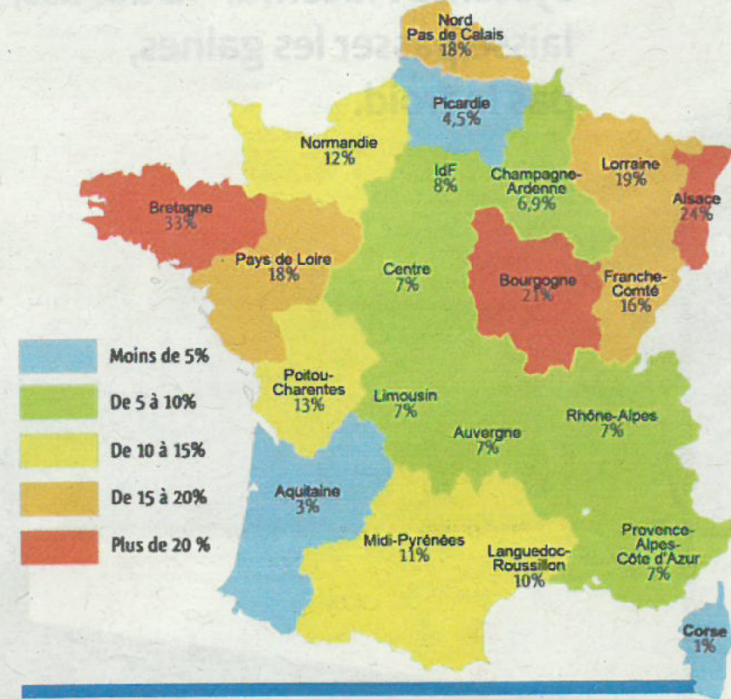 les gaines,
Nord
Pas de Calais
18%
Picardie
4,5%
Normandie
12%
IdF
8%
Champagne-
Ardenne
6,9%
Lorraine
19%
Alsace
24%
Bretagne
33%
Pays de Loire
18%
Centre
7%
Bourgogne
21%
Franche-
Comté
16%
Moins de 5%
De 5 à 10%
De 10 à 15%
De 15 à 20%
Plus de 20 %
Poitou-
Charentes
13%
Limousin
7%
Auvergne
7%
Rhône-Alpes
7%
Aquitaine
3%
Midi-Pyrénées
11%
Languedoc-
Roussillon
10%
Provence-
Alpes-
Côte d'Azur
7%
Corse
1%